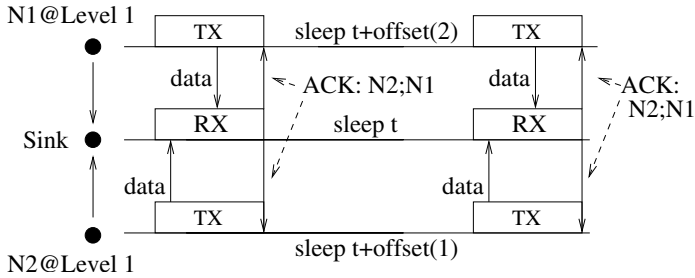 N1@Level 1
TX
sleep t+offset(2)
TX
data
ACK: N2;N1
data
ACK:
N2;N1
Sink
RX
sleep t
RX
data
data
TX
TX
N2@Level 1
sleep t+offset(1)